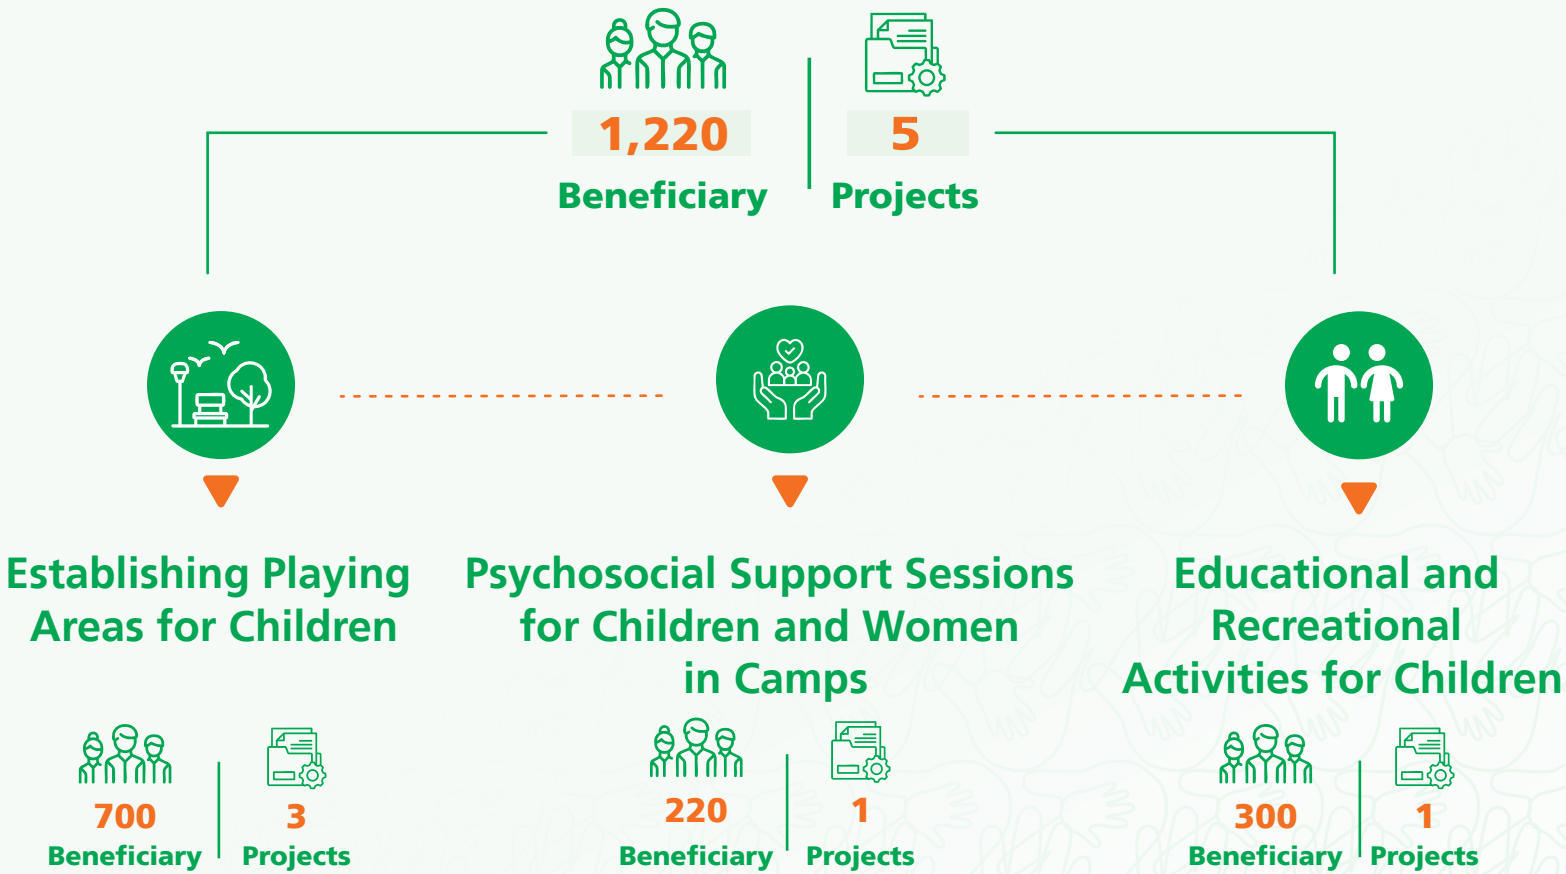 1,220
Beneficiary
5
Projects
Establishing Playing
Areas for Children
700
Beneficiary
3
Projects
Psychosocial Support Sessions
for Children and Women
in Camps
220
Beneficiary
1
Projects
Educational and
Recreational
Activities for Children
300
Beneficiary
1
Projects